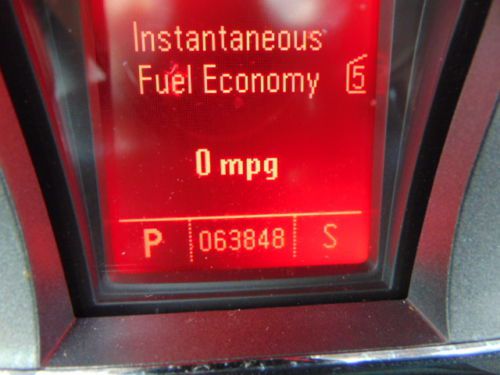 Instantaneous
Fuel Economy 5
0 mpg
P 063848 S